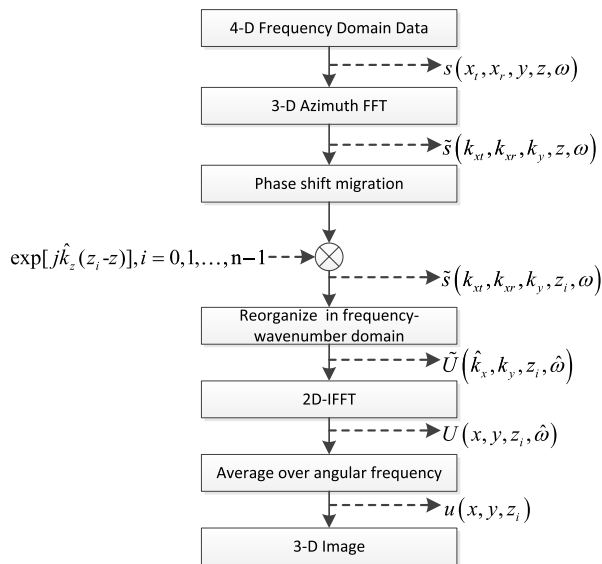 4-D Frequency Domain Data
s(x_t, x_r, y, z, ω)
3-D Azimuth FFT
s̃(k_xt, k_xr, k_y, z, ω)
Phase shift migration
exp[jk̂_z(z_i-z)], i = 0,1,…,n−1
s̃(k_xt, k_xr, k_y, z_i, ω)
Reorganize in frequency-
wavenumber domain
Ũ(k̂_x, k_y, z_i, ω̂)
2D-IFFT
U(x, y, z_i, ω̂)
Average over angular frequency
u(x, y, z_i)
3-D Image